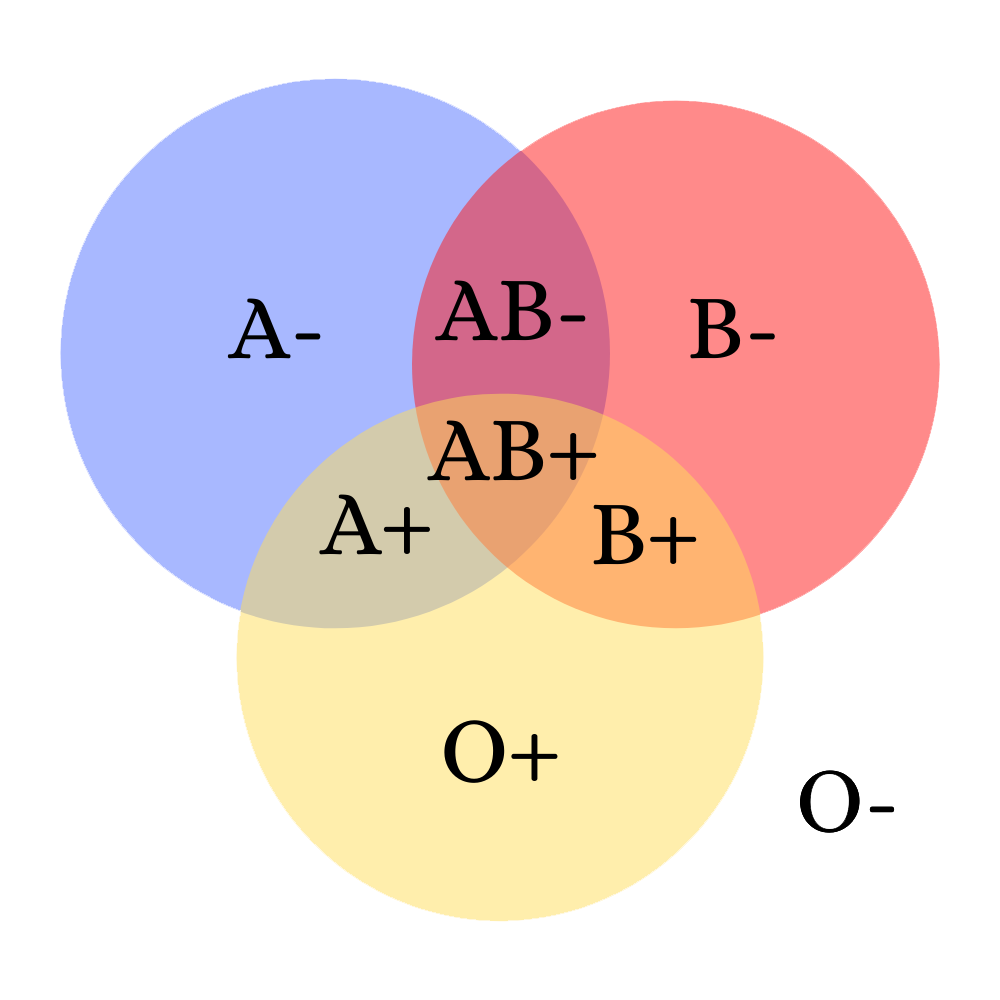 A-
AB-
B-
AB+
A+
B+
O+
O-